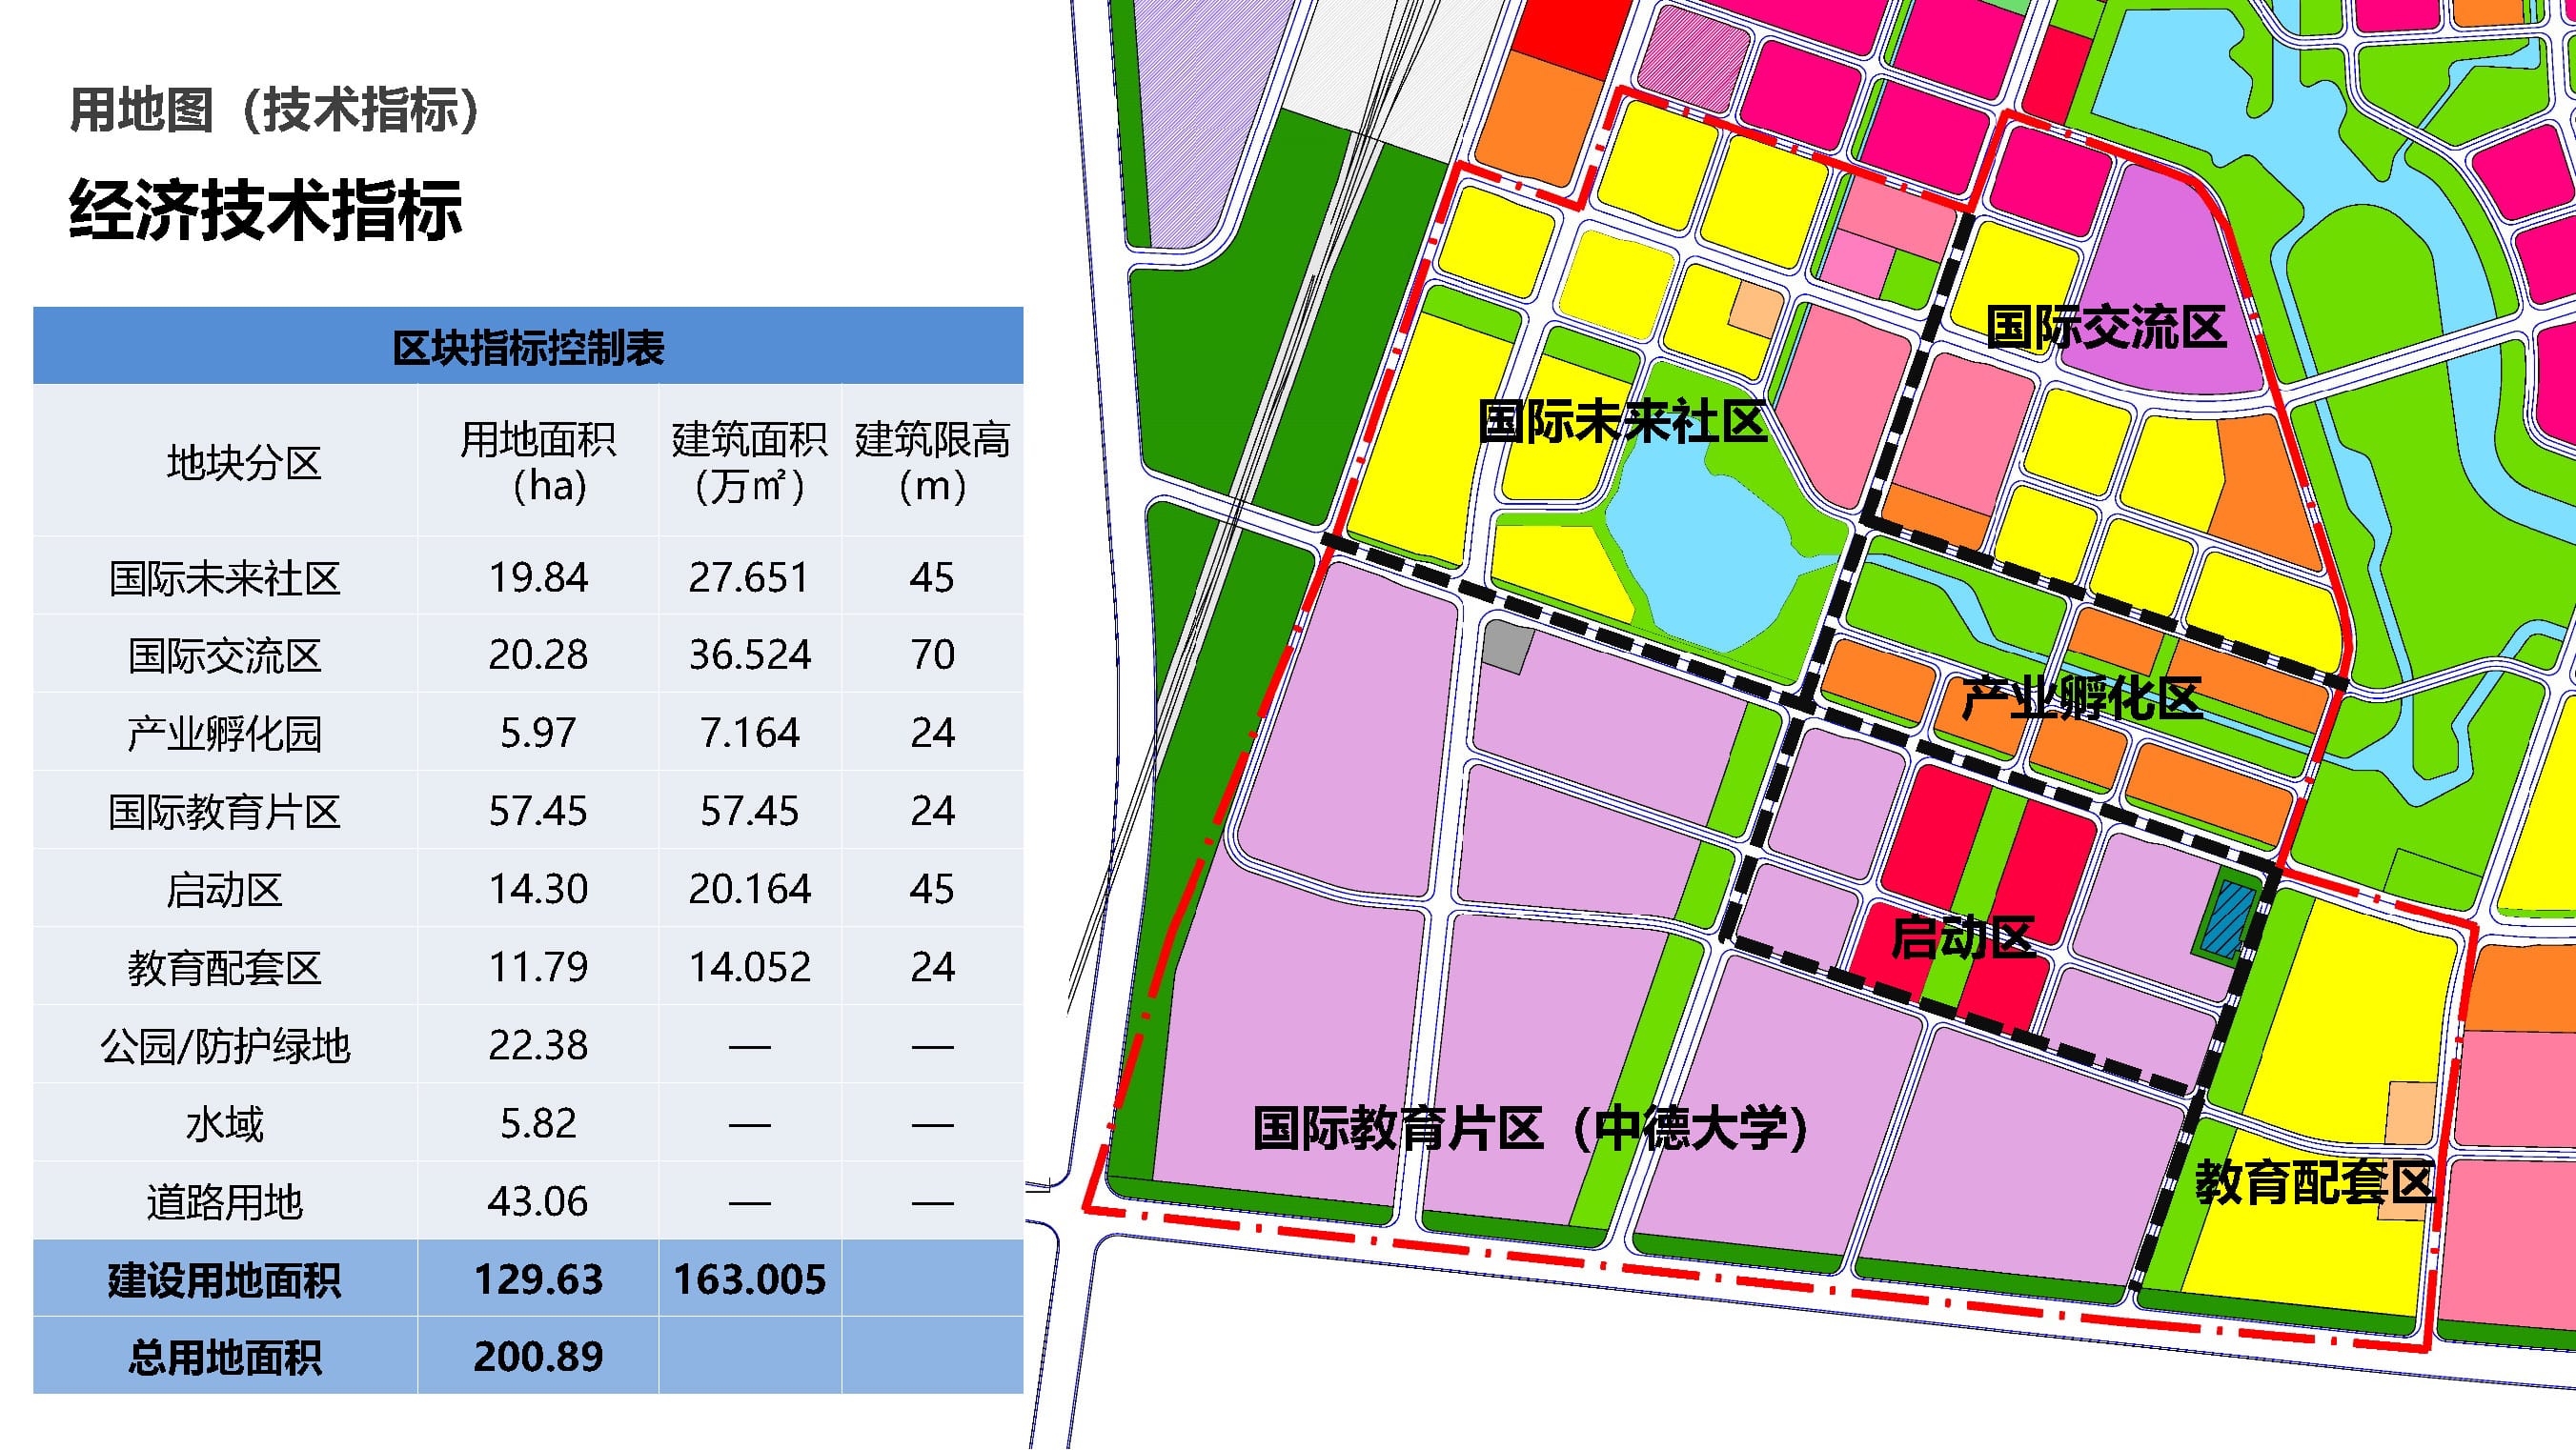 用地图（技术指标）
经济技术指标
区块指标控制表
地块分区 用地面积(ha) 建筑面积(万㎡) 建筑限高(m)
国际未来社区 19.84 27.651 45
国际交流区 20.28 36.524 70
产业孵化园 5.97 7.164 24
国际教育片区 57.45 57.45 24
启动区 14.30 20.164 45
教育配套区 11.79 14.052 24
公园/防护绿地 22.38 — —
水域 5.82 — —
道路用地 43.06 — —
建设用地面积 129.63 163.005
总用地面积 200.89
国际交流区
国际未来社区
产业孵化区
启动区
国际教育片区（中德大学）
教育配套区